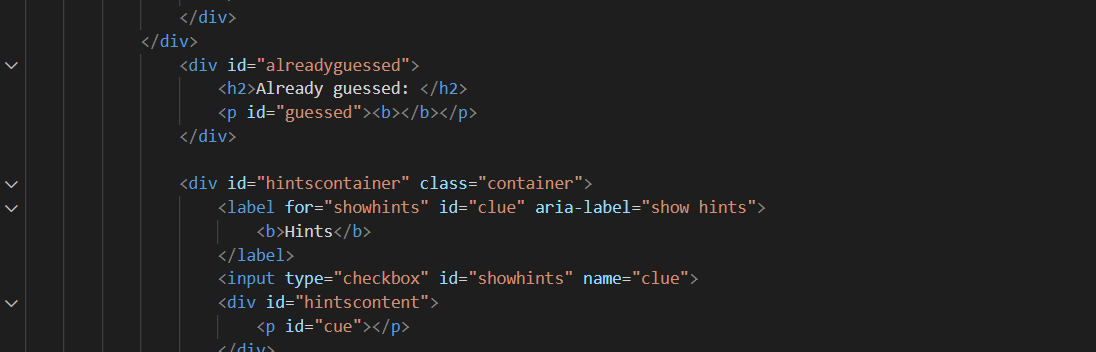 </div>
</div>
<div id="alreadyguessed">
<h2>Already guessed: </h2>
<p id="guessed"><b></b></p>
</div>
<div id="hintscontainer" class="container">
<label for="showhints" id="clue" aria-label="show hints">
<b>Hints</b>
</label>
<input type="checkbox" id="showhints" name="clue">
<div id="hintscontent">
<p id="cue"></p>
</div>